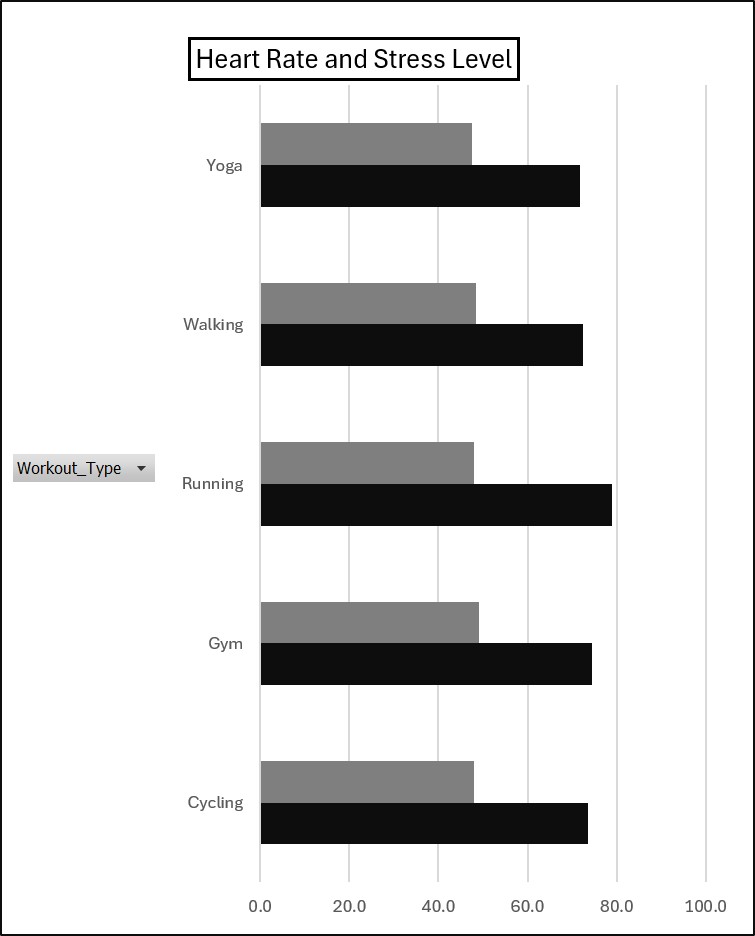 Heart Rate and Stress Level
Yoga
Walking
Workout_Type
Running
Gym
Cycling
0.0 20.0 40.0 60.0 80.0 100.0